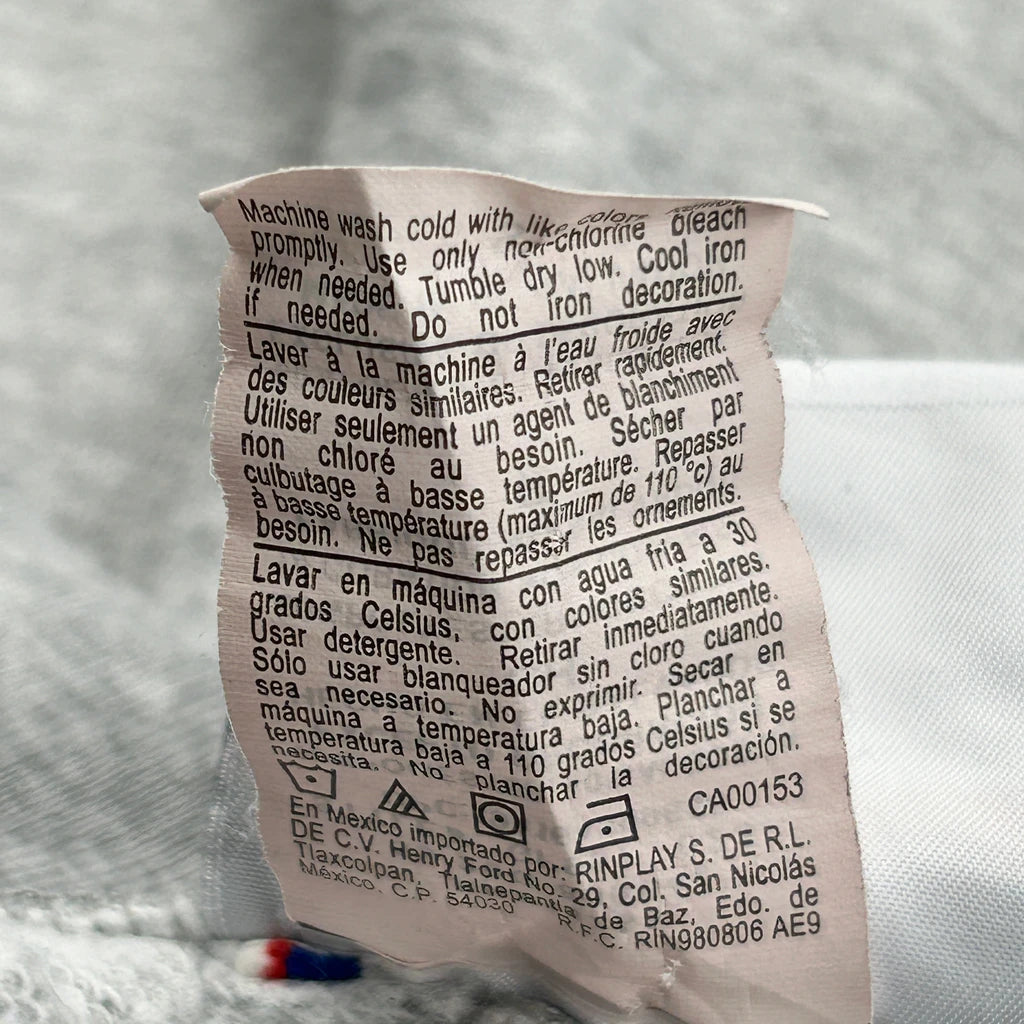 Machine wash cold with like colors.
promptly. Use only non-chlorine bleach
when needed. Tumble dry low. Cool iron
if needed. Do not iron decoration.
Laver à la machine à l'eau froide avec
des couleurs similaires. Retirer rapidement.
Utiliser seulement un agent de blanchiment
non chloré au besoin. Sécher par
culbutage à basse température. Repasser
à basse température (maximum de 110 °c) au
besoin. Ne pas repasser les ornements.
Lavar en máquina con agua fría a 30
grados Celsius, con colores similares.
Usar detergente. Retirar inmediatamente.
Sólo usar blanqueador sin cloro cuando
sea necesario. No exprimir. Secar en
máquina a temperatura baja. Planchar a
temperatura baja a 110 grados Celsius si se
necesita. No planchar la decoración.
CA00153
En Mexico importado por: RINPLAY S. DE R.L.
DE C.V. Henry Ford No. 29, Col. San Nicolás
Tlaxcolpan, Tlalnepantla de Baz, Edo. de
México. C.P. 54030 R.F.C. RIN980806 AE9